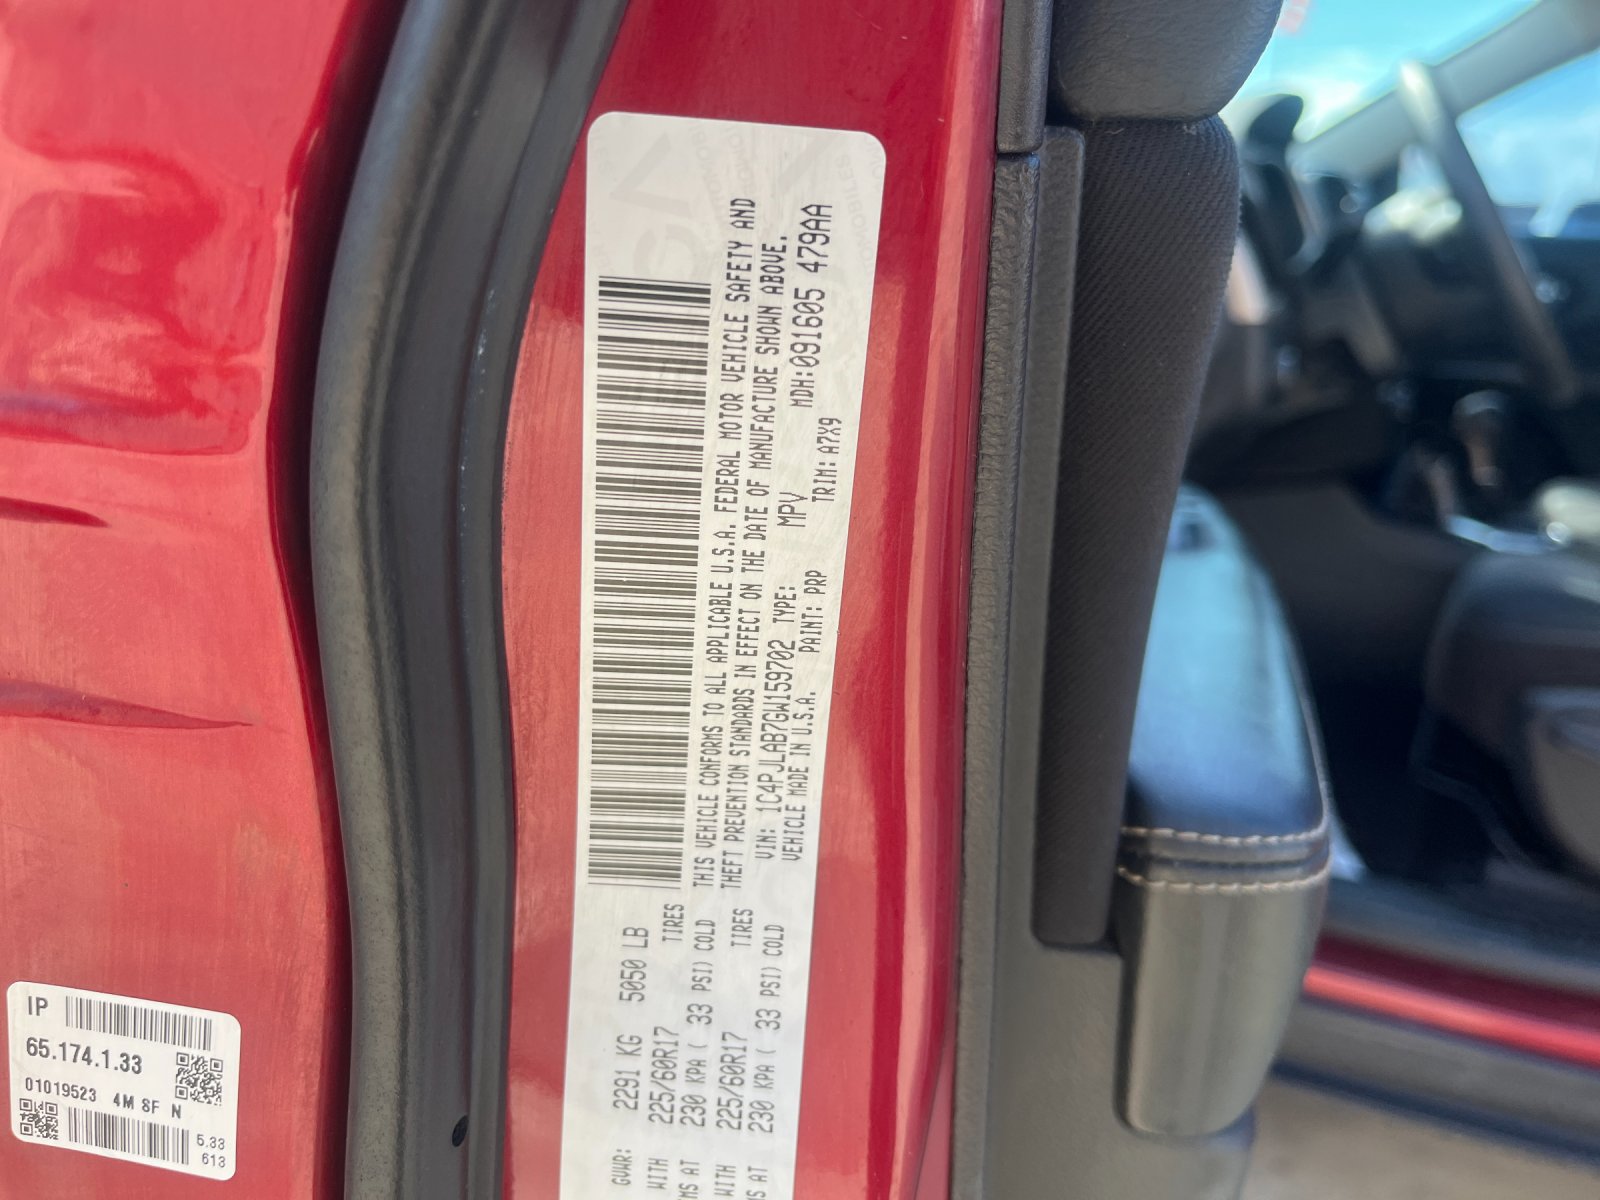 GVWR: 2291 KG 5050 LB
WITH 225/60R17 TIRES
MS AT 230 KPA ( 33 PSI) COLD
WITH 225/60R17 TIRES
MS AT 230 KPA ( 33 PSI) COLD
THIS VEHICLE CONFORMS TO ALL APPLICABLE U.S.A. FEDERAL MOTOR VEHICLE SAFETY AND
THEFT PREVENTION STANDARDS IN EFFECT ON THE DATE OF MANUFACTURE SHOWN ABOVE.
VIN: 1C4PJLAB7GW159702 TYPE: MPV MDH:091605 479AA
VEHICLE MADE IN U.S.A. PAINT: PRP TRIM: A7X9
IP
65.174.1.33
01019523 4M SF N
5.33
613